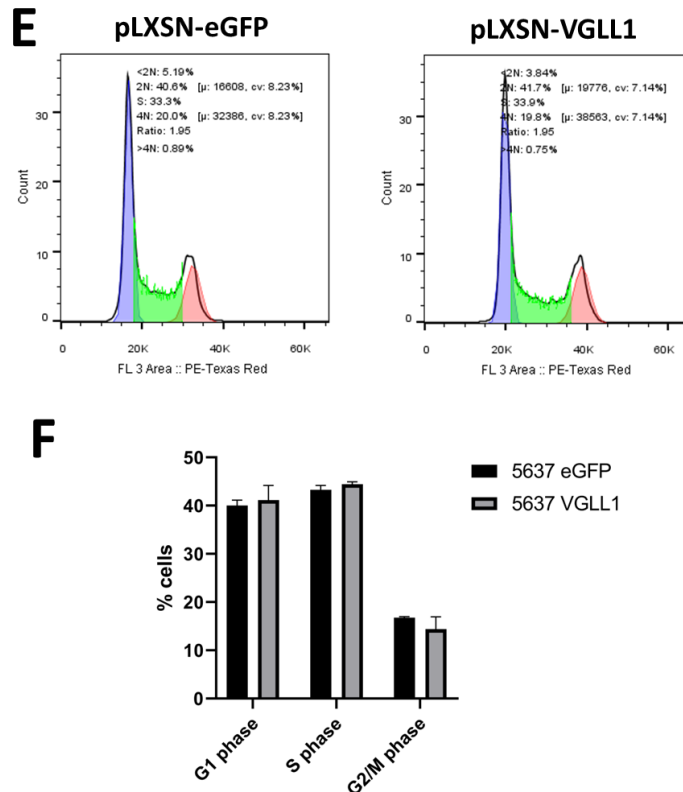 E
pLXSN-eGFP
<2N: 5.19%
2N: 40.6% [µ: 16608, cv: 8.23%]
S: 33.3%
4N: 20.0% [µ: 32386, cv: 8.23%]
Ratio: 1.95
>4N: 0.89%
Count
30
20
10
0
0 20K 40K 60K
FL 3 Area :: PE-Texas Red
pLXSN-VGLL1
<2N: 3.84%
2N: 41.7% [µ: 19776, cv: 7.14%]
S: 33.9%
4N: 19.8% [µ: 38563, cv: 7.14%]
Ratio: 1.95
>4N: 0.75%
Count
30
20
10
0
0 20K 40K 60K
FL 3 Area :: PE-Texas Red
F
% cells
50
40
30
20
10
0
G1 phase
S phase
G2/M phase
5637 eGFP
5637 VGLL1